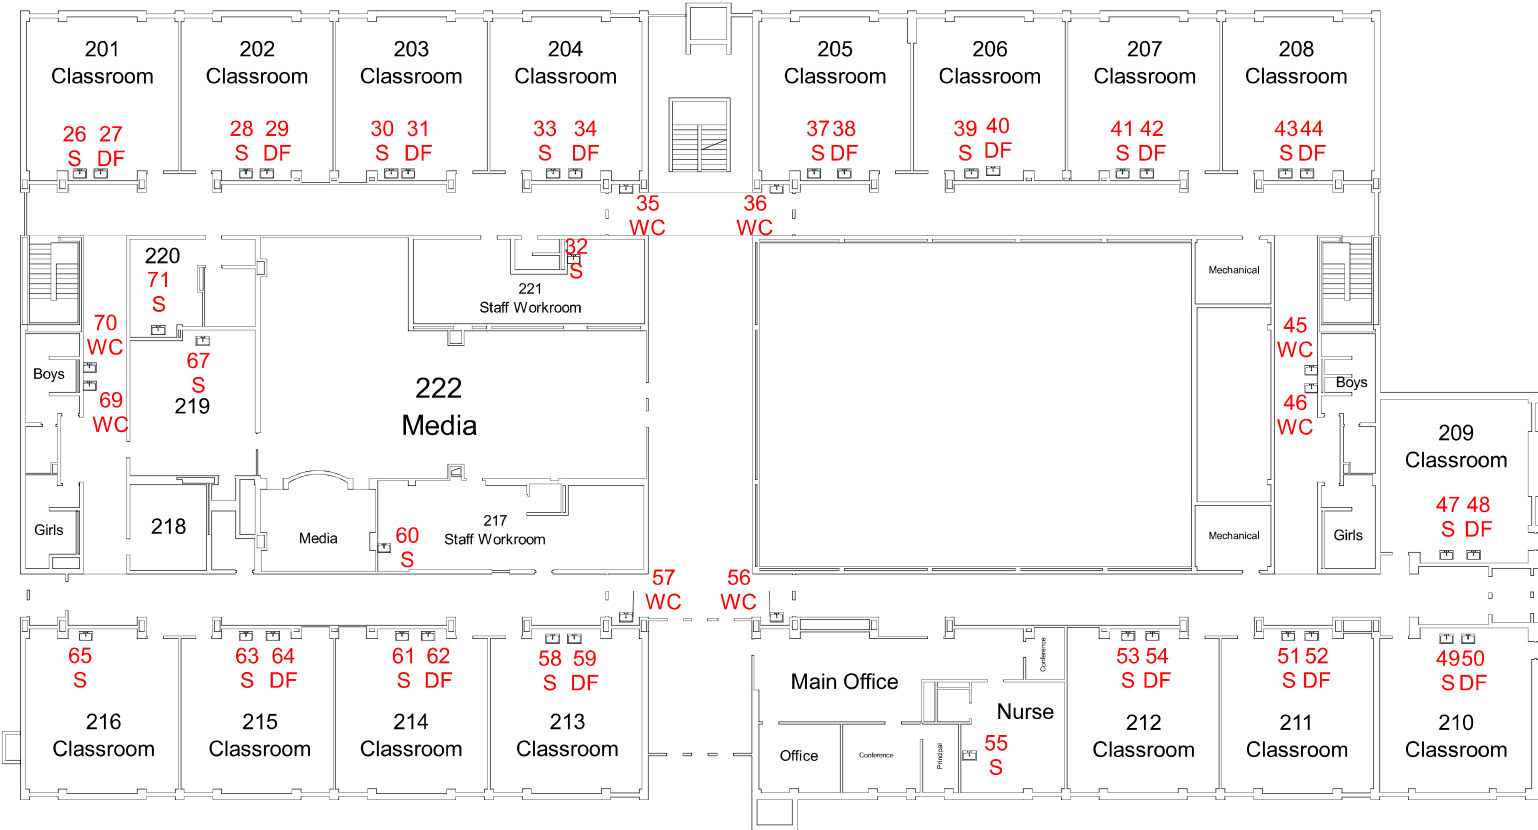 201
Classroom
202
Classroom
203
Classroom
204
Classroom
205
Classroom
206
Classroom
207
Classroom
208
Classroom
26 27
S DF
28 29
S DF
30 31
S DF
33 34
S DF
37 38
S DF
39 40
S DF
41 42
S DF
43 44
S DF
35
WC
36
WC
220
71
S
32
S
221
Staff Workroom
Mechanical
70
WC
67
S
219
45
WC
Boys
69
WC
222
Media
46
WC
Boys
209
Classroom
47 48
S DF
Girls
218
Media
60
S
217
Staff Workroom
Mechanical
Girls
57
WC
56
WC
65
S
63 64
S DF
61 62
S DF
58 59
S DF
Conference
53 54
S DF
51 52
S DF
49 50
S DF
Main Office
Nurse
216
Classroom
215
Classroom
214
Classroom
213
Classroom
Office
Conference
Principal
55
S
212
Classroom
211
Classroom
210
Classroom